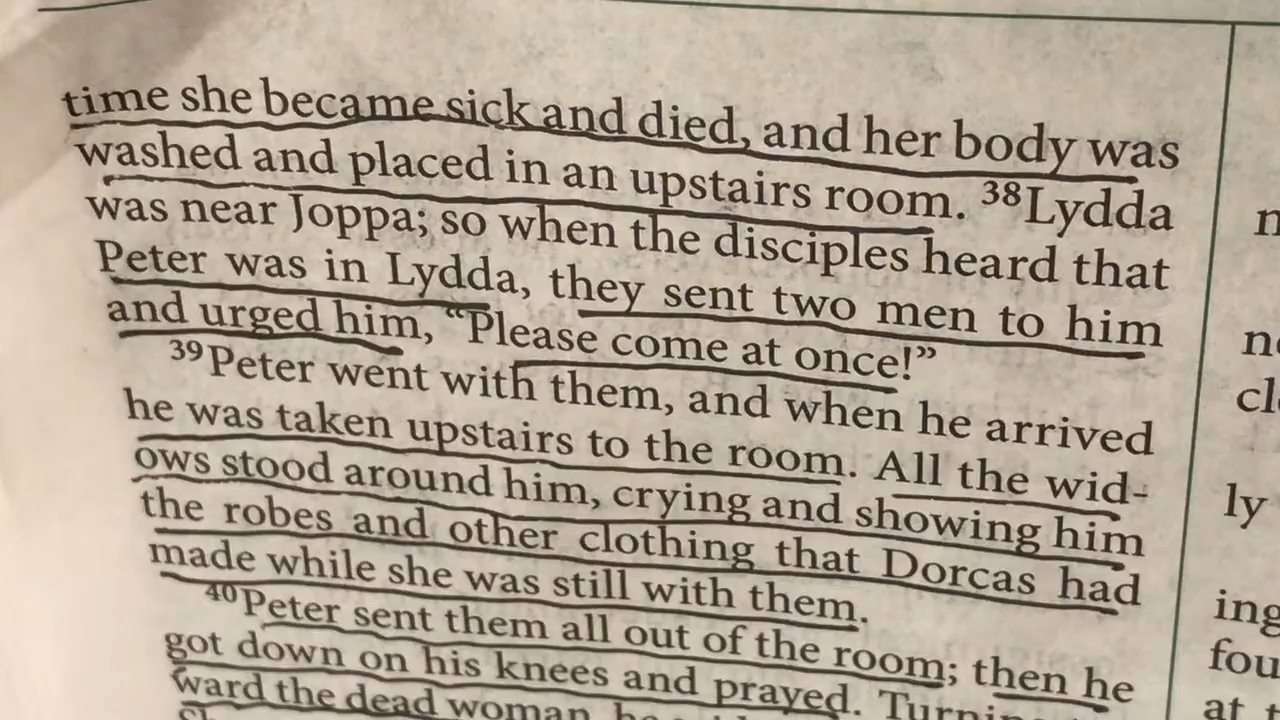 time she became sick and died, and her body was
washed and placed in an upstairs room. 38Lydda
was near Joppa; so when the disciples heard that
Peter was in Lydda, they sent two men to him
and urged him, “Please come at once!”
39Peter went with them, and when he arrived
he was taken upstairs to the room. All the wid-
ows stood around him, crying and showing him
the robes and other clothing that Dorcas had
made while she was still with them.
40Peter sent them all out of the room; then he
got down on his knees and prayed. Turning
ward the dead woman
ly
ing
fou
at